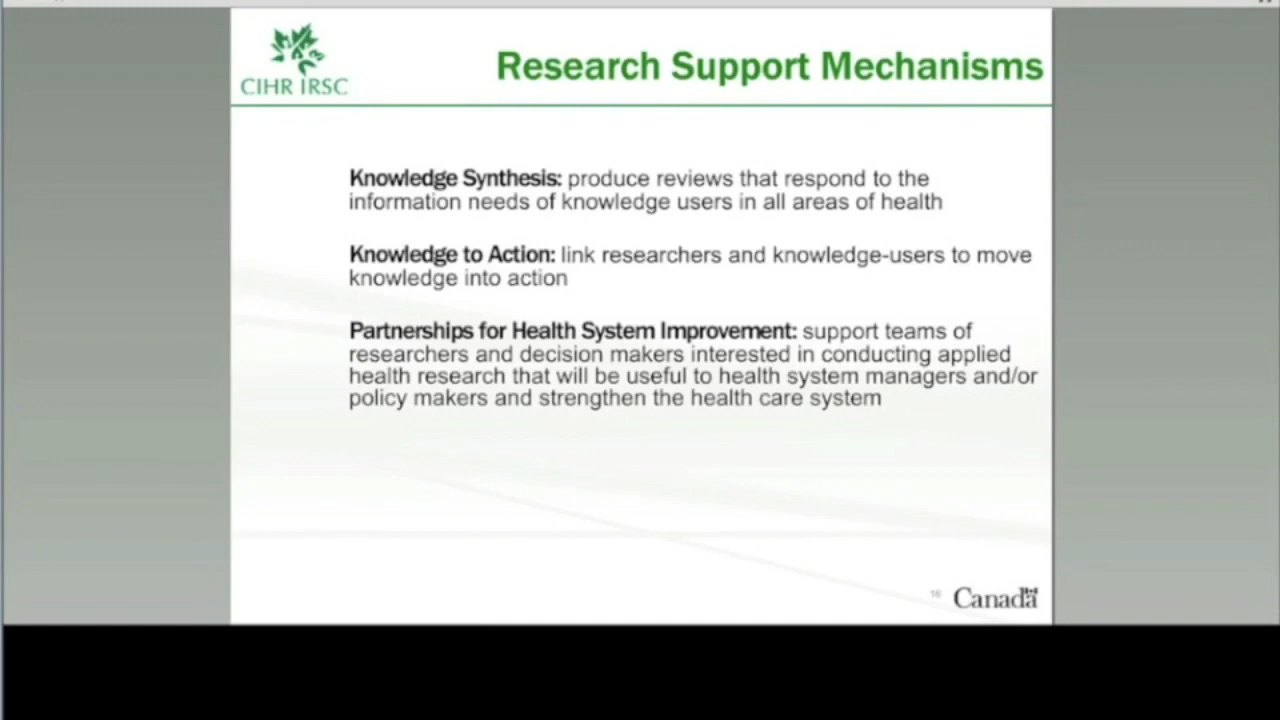 CIHR IRSC
Research Support Mechanisms
Knowledge Synthesis: produce reviews that respond to the
information needs of knowledge users in all areas of health
Knowledge to Action: link researchers and knowledge-users to move
knowledge into action
Partnerships for Health System Improvement: support teams of
researchers and decision makers interested in conducting applied
health research that will be useful to health system managers and/or
policy makers and strengthen the health care system
Canada